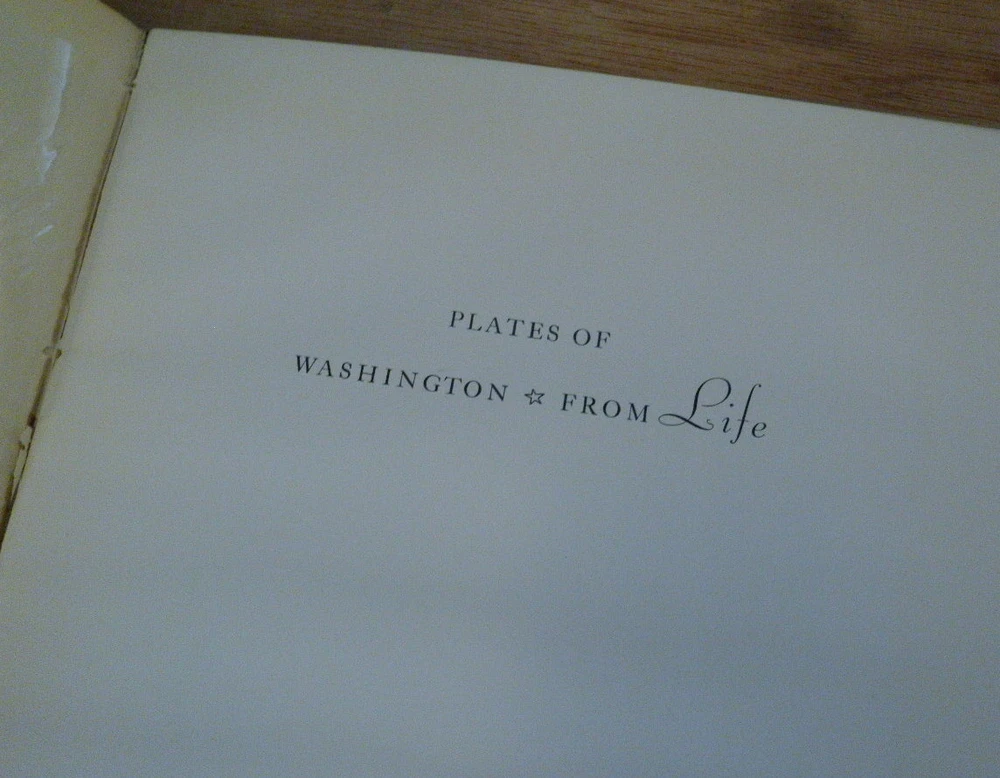 PLATES OF
WASHINGTON ☆ FROM Life